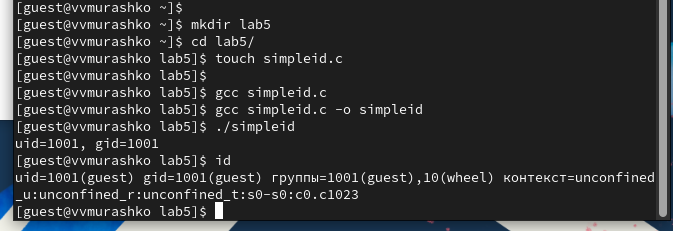 [guest@vvmurashko ~]$
[guest@vvmurashko ~]$ mkdir lab5
[guest@vvmurashko ~]$ cd lab5/
[guest@vvmurashko lab5]$ touch simpleid.c
[guest@vvmurashko lab5]$
[guest@vvmurashko lab5]$ gcc simpleid.c
[guest@vvmurashko lab5]$ gcc simpleid.c -o simpleid
[guest@vvmurashko lab5]$ ./simpleid
uid=1001, gid=1001
[guest@vvmurashko lab5]$ id
uid=1001(guest) gid=1001(guest) группы=1001(guest),10(wheel) контекст=unconfined
_u:unconfined_r:unconfined_t:s0-s0:c0.c1023
[guest@vvmurashko lab5]$